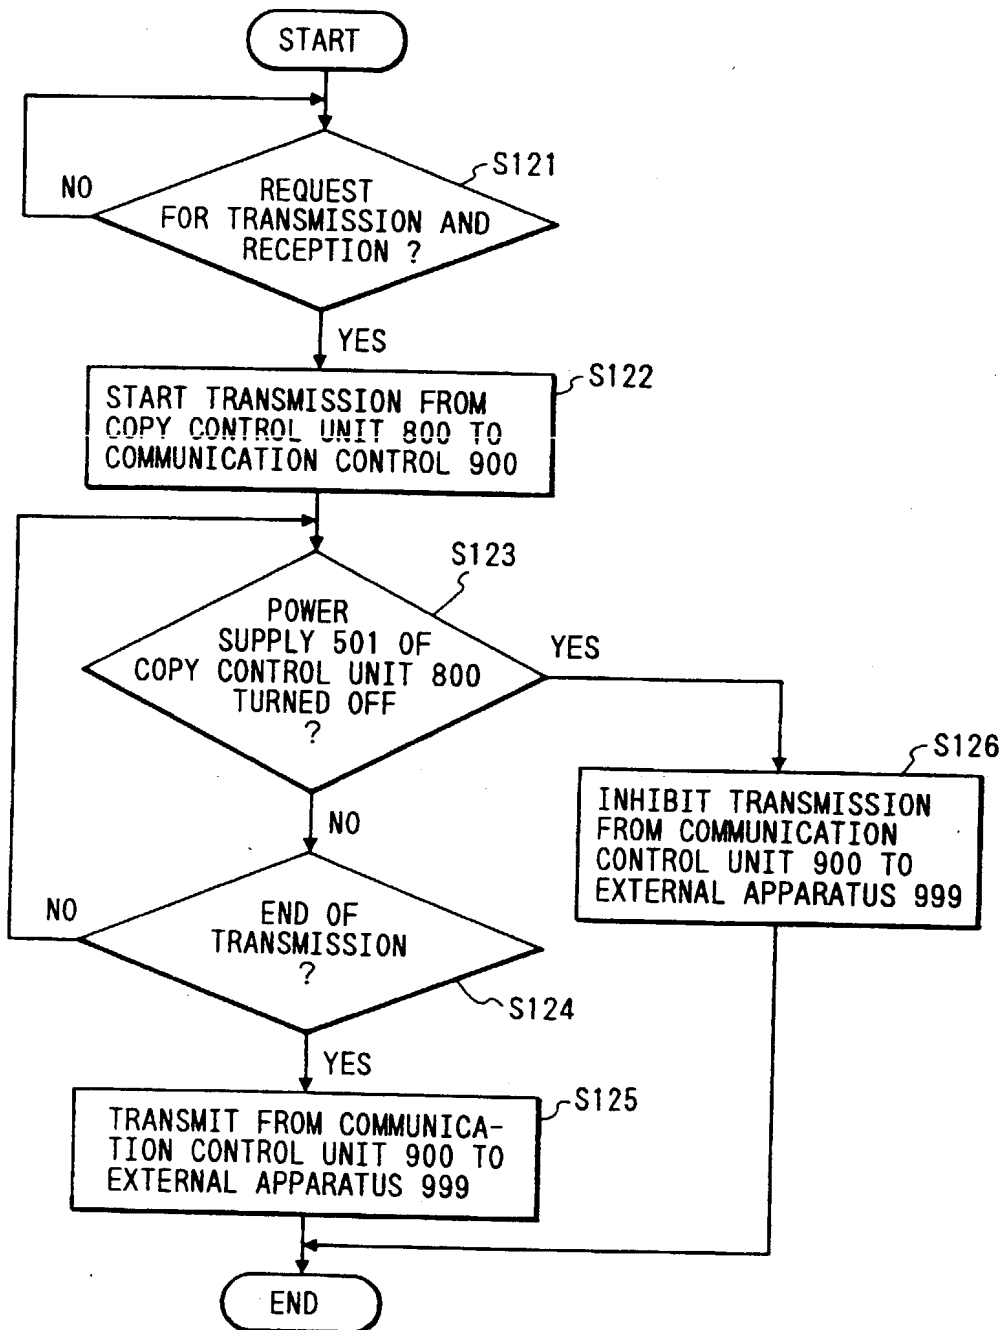 START
S121
NO
REQUEST
FOR TRANSMISSION AND
RECEPTION ?
YES
S122
START TRANSMISSION FROM
COPY CONTROL UNIT 800 TO
COMMUNICATION CONTROL 900
S123
POWER
SUPPLY 501 OF
COPY CONTROL UNIT 800
TURNED OFF
?
YES
S126
INHIBIT TRANSMISSION
FROM COMMUNICATION
CONTROL UNIT 900 TO
EXTERNAL APPARATUS 999
NO
NO
END OF
TRANSMISSION
?
S124
YES
S125
TRANSMIT FROM COMMUNICA-
TION CONTROL UNIT 900 TO
EXTERNAL APPARATUS 999
END